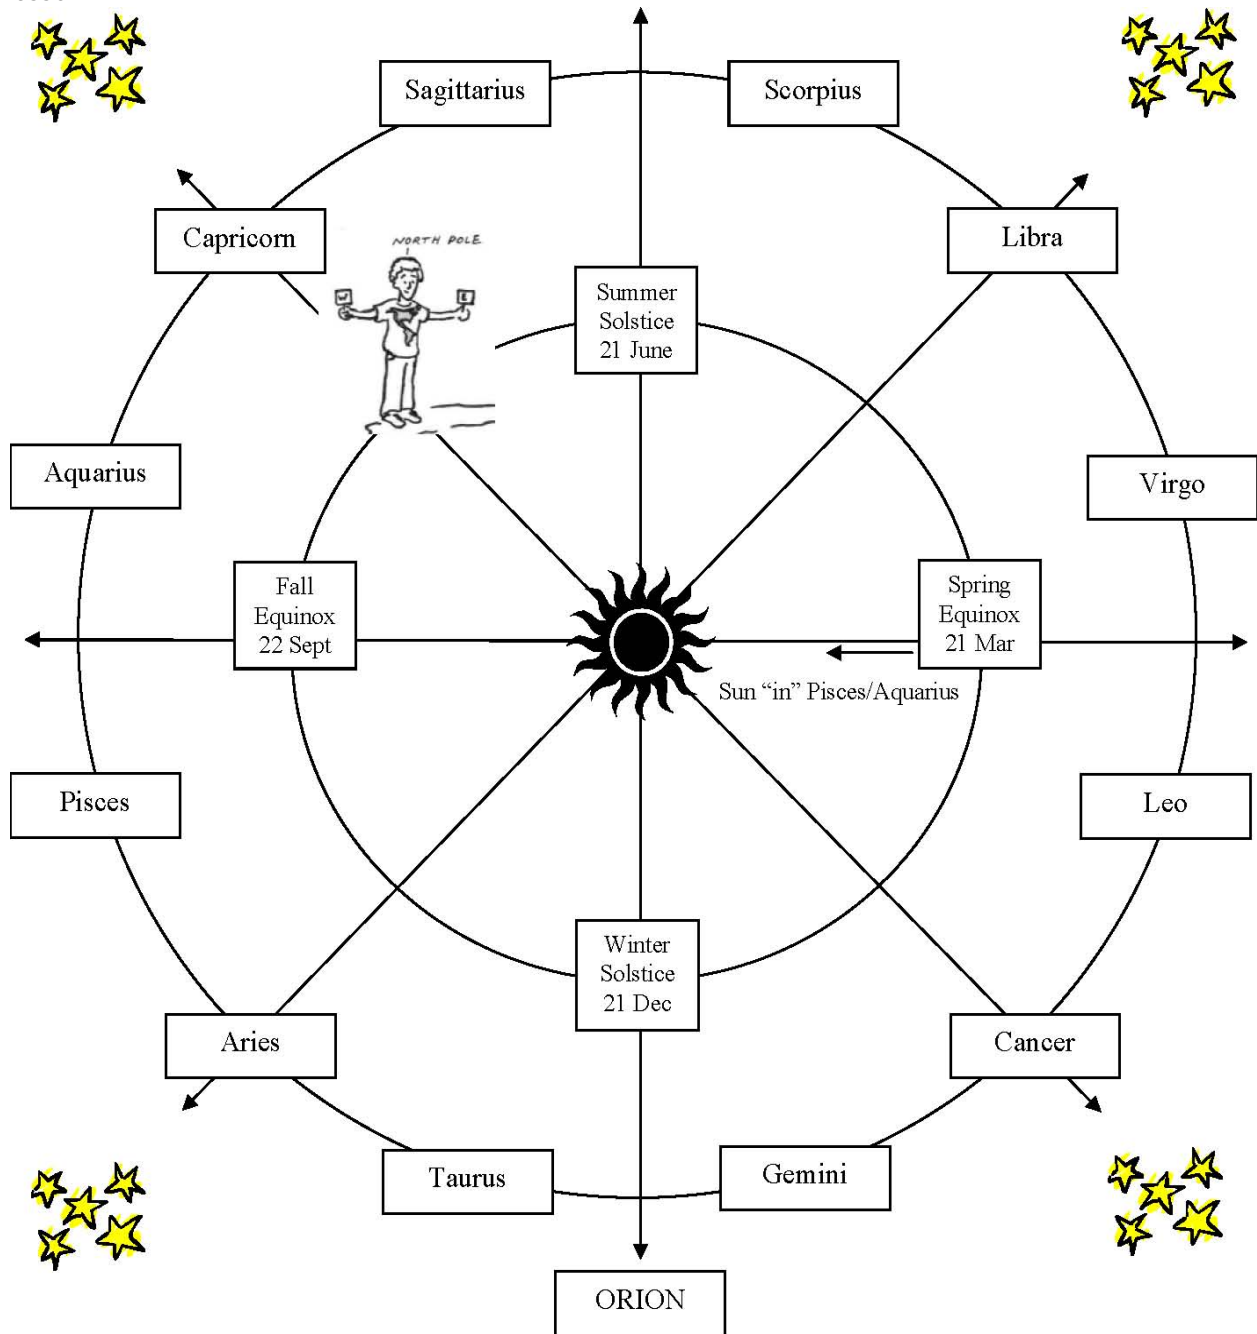 Sagittarius
Scorpius
Capricorn
Libra
NORTH POLE
W
E
Summer
Solstice
21 June
Aquarius
Virgo
Fall
Equinox
22 Sept
Spring
Equinox
21 Mar
Sun “in” Pisces/Aquarius
Pisces
Leo
Winter
Solstice
21 Dec
Aries
Cancer
Taurus
Gemini
ORION